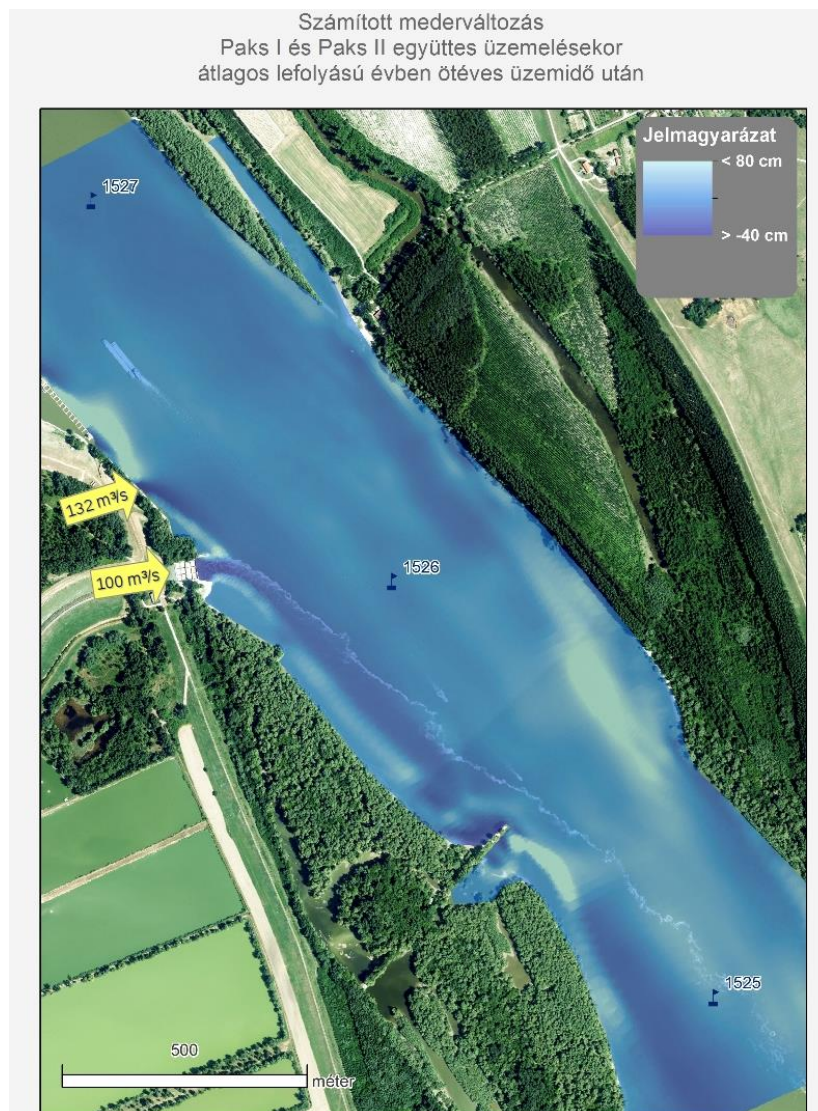 Számított mederváltozás
Paks I és Paks II együttes üzemelésekor
átlagos lefolyású évben ötéves üzemidő után
Jelmagyarázat
< 80 cm
> -40 cm
1527
132 m³/s
100 m³/s
1526
1525
500
méter